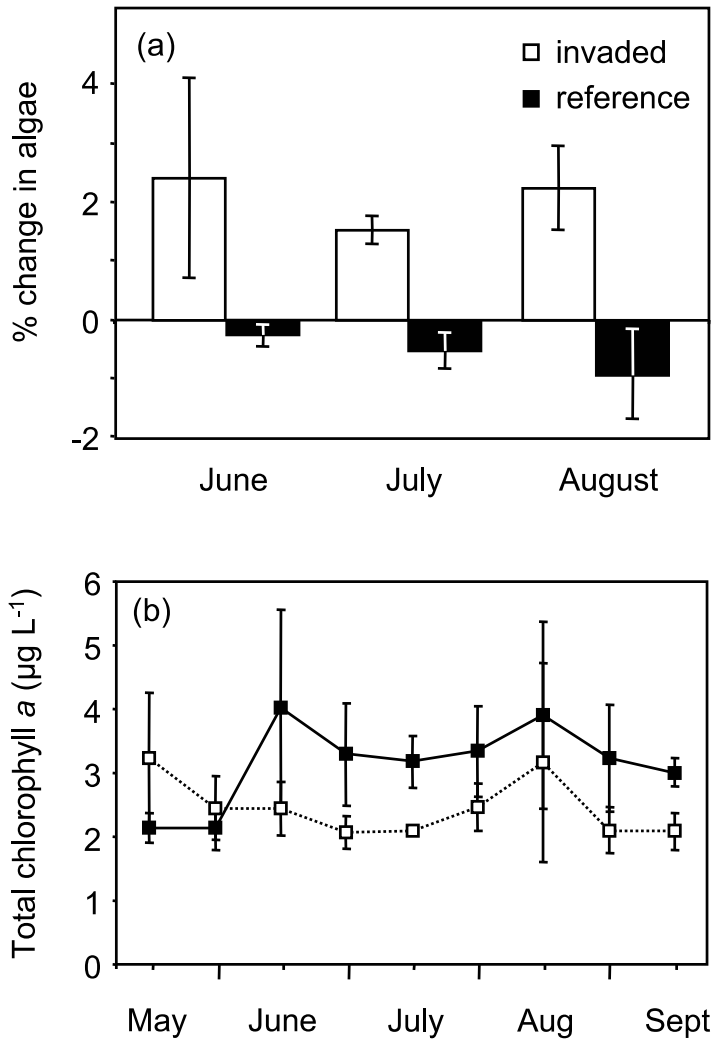 (a)
invaded
reference
% change in algae
4
2
0
-2
June July August
(b)
Total chlorophyll a (µg L-1)
6
5
4
3
2
1
0
May June July Aug Sept